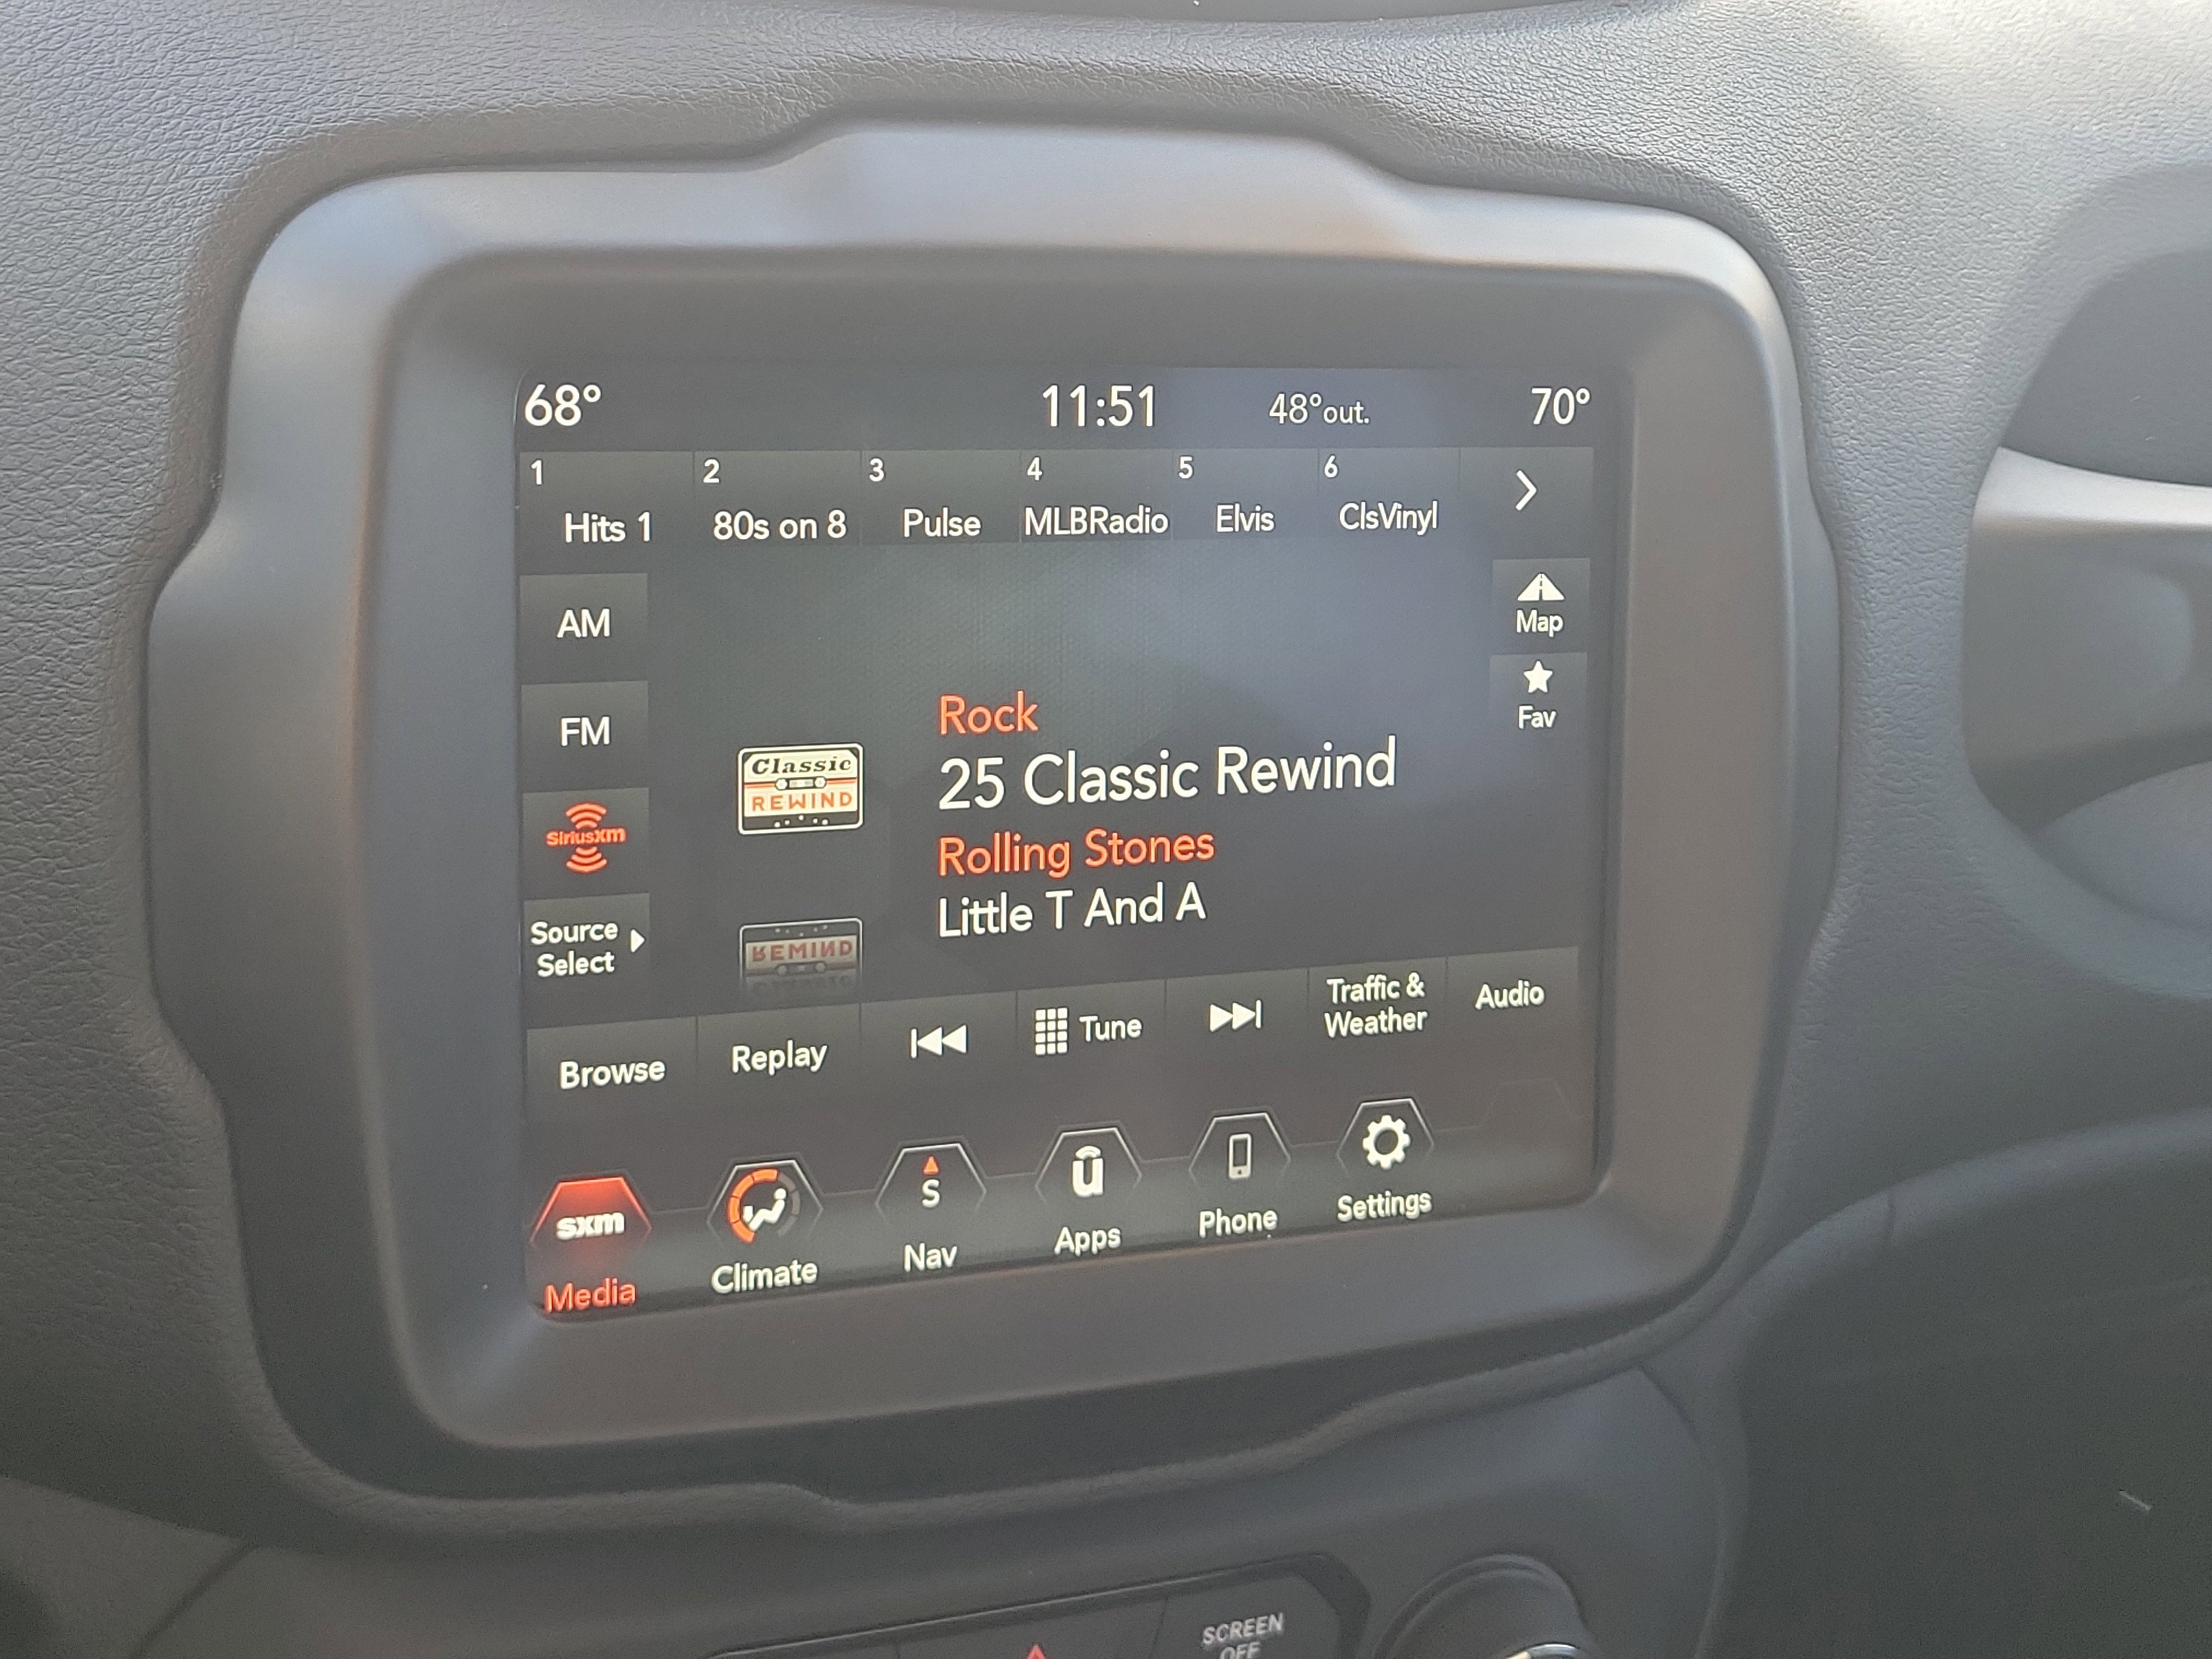 68° 11:51 48°out. 70°
1 2 3 4 5 6
Hits 1 80s on 8 Pulse MLBRadio Elvis ClsVinyl
AM
FM
SiriusXM
Source
Select
Map
Fav
Classic
REWIND
Rock
25 Classic Rewind
Rolling Stones
Little T And A
Browse Replay Tune Traffic &
Weather Audio
sxm S u
Media Climate Nav Apps Phone Settings
SCREEN
OFF